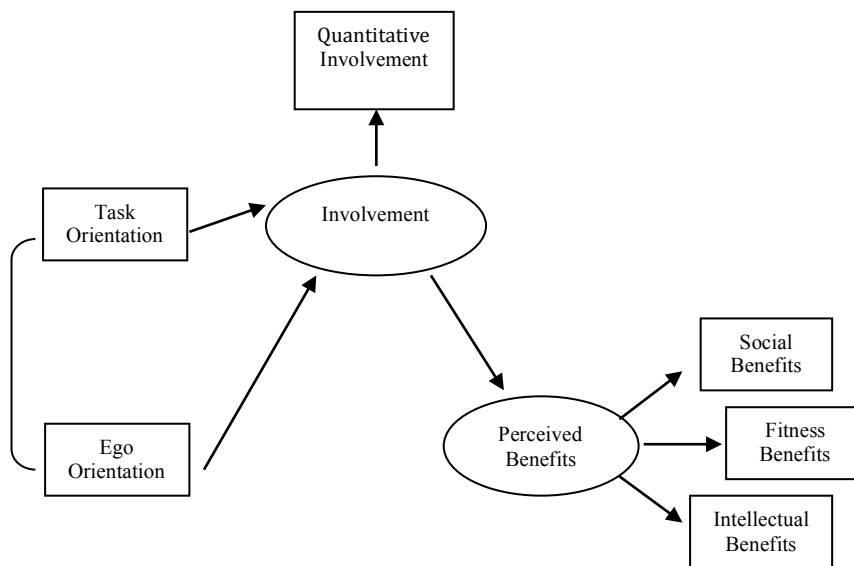 Quantitative
Involvement
Task
Orientation
Involvement
Social
Benefits
Ego
Orientation
Perceived
Benefits
Fitness
Benefits
Intellectual
Benefits